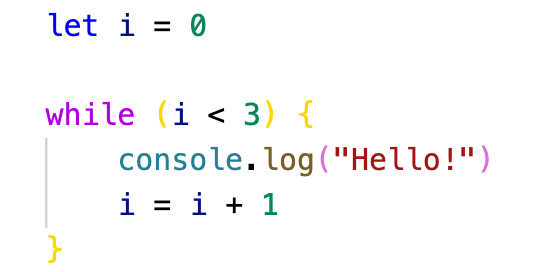 let i = 0

while (i < 3) {
    console.log("Hello!")
    i = i + 1
}